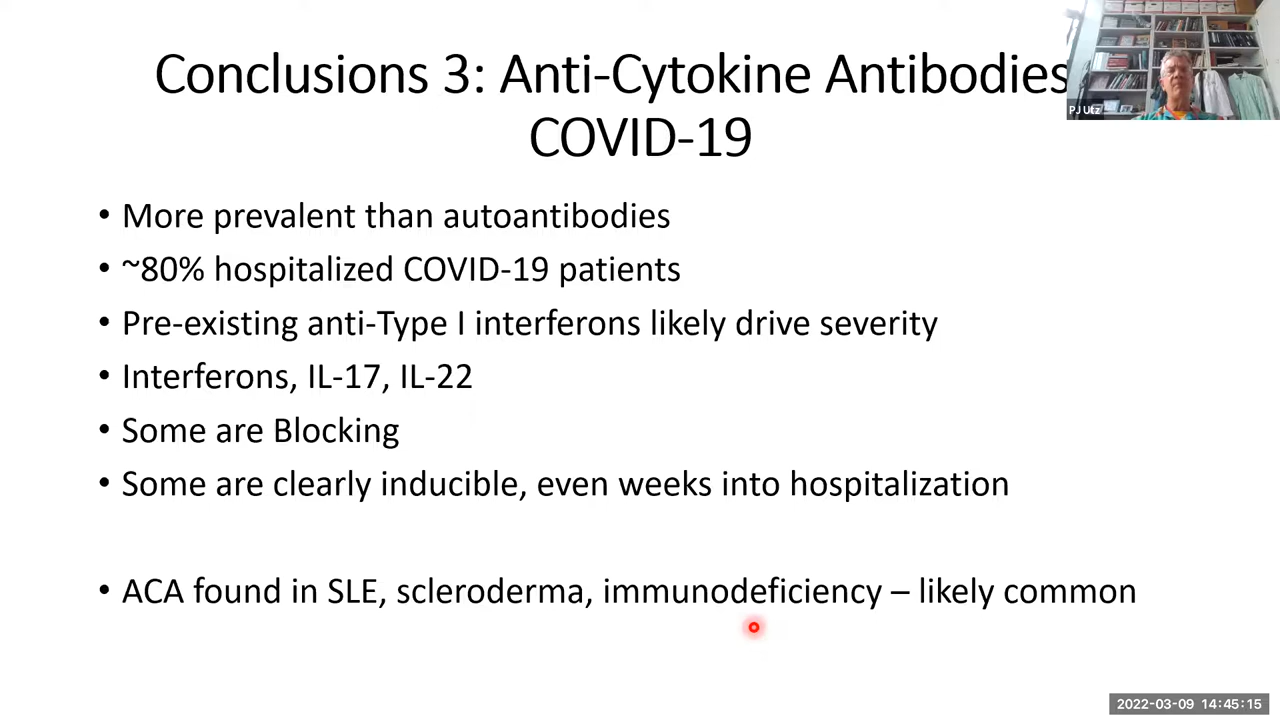 Conclusions 3: Anti-Cytokine Antibodies
COVID-19
• More prevalent than autoantibodies
• ~80% hospitalized COVID-19 patients
• Pre-existing anti-Type I interferons likely drive severity
• Interferons, IL-17, IL-22
• Some are Blocking
• Some are clearly inducible, even weeks into hospitalization
• ACA found in SLE, scleroderma, immunodeficiency – likely common
PJ Utz
2022-03-09 14:45:15